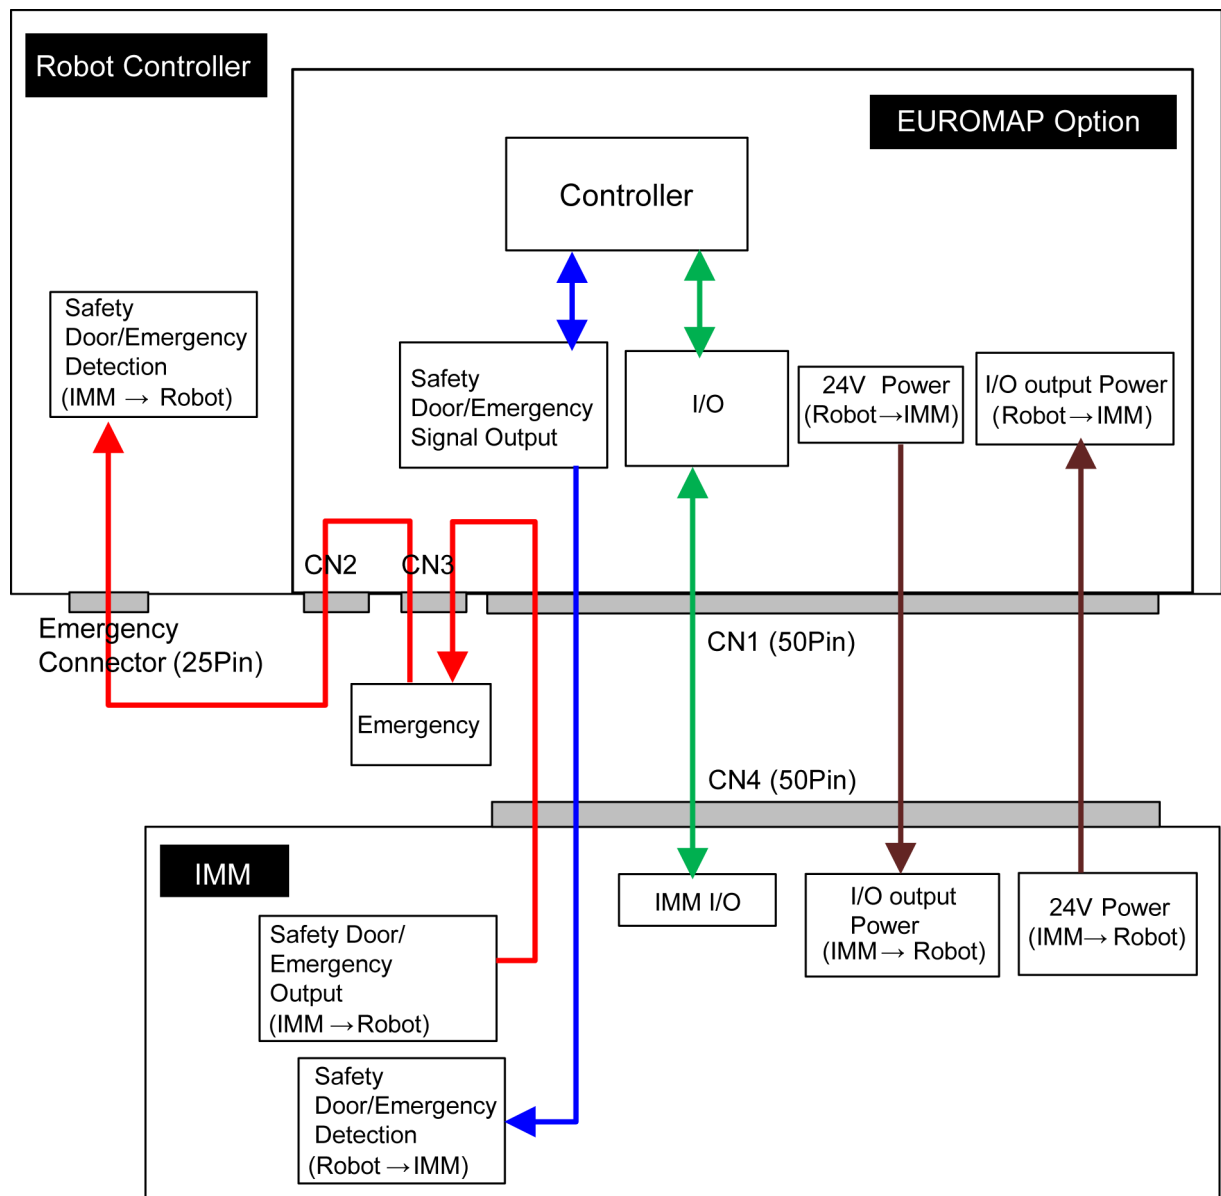 Robot Controller
EUROMAP Option
Controller
Safety
Door/Emergency
Detection
(IMM → Robot)
Safety
Door/Emergency
Signal Output
I/O
24V Power
(Robot→IMM)
I/O output Power
(Robot→IMM)
CN2
CN3
Emergency
Connector (25Pin)
CN1 (50Pin)
Emergency
CN4 (50Pin)
IMM
Safety Door/
Emergency
Output
(IMM →Robot)
IMM I/O
I/O output
Power
(IMM→ Robot)
24V Power
(IMM→ Robot)
Safety
Door/Emergency
Detection
(Robot →IMM)